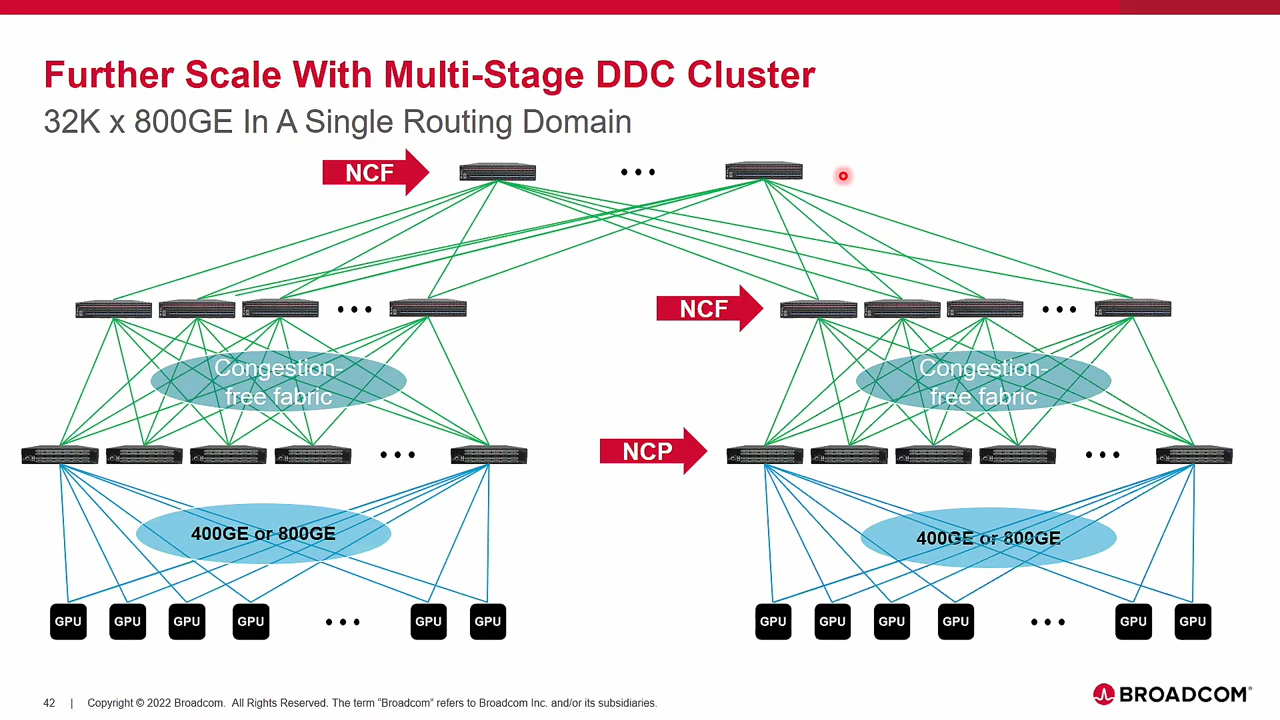 Further Scale With Multi-Stage DDC Cluster
32K x 800GE In A Single Routing Domain
NCF
NCF
Congestion-
free fabric
Congestion-
free fabric
NCP
400GE or 800GE
400GE or 800GE
GPU GPU GPU GPU ••• GPU GPU
GPU GPU GPU GPU ••• GPU GPU
42 | Copyright © 2022 Broadcom. All Rights Reserved. The term “Broadcom” refers to Broadcom Inc. and/or its subsidiaries.
BROADCOM®